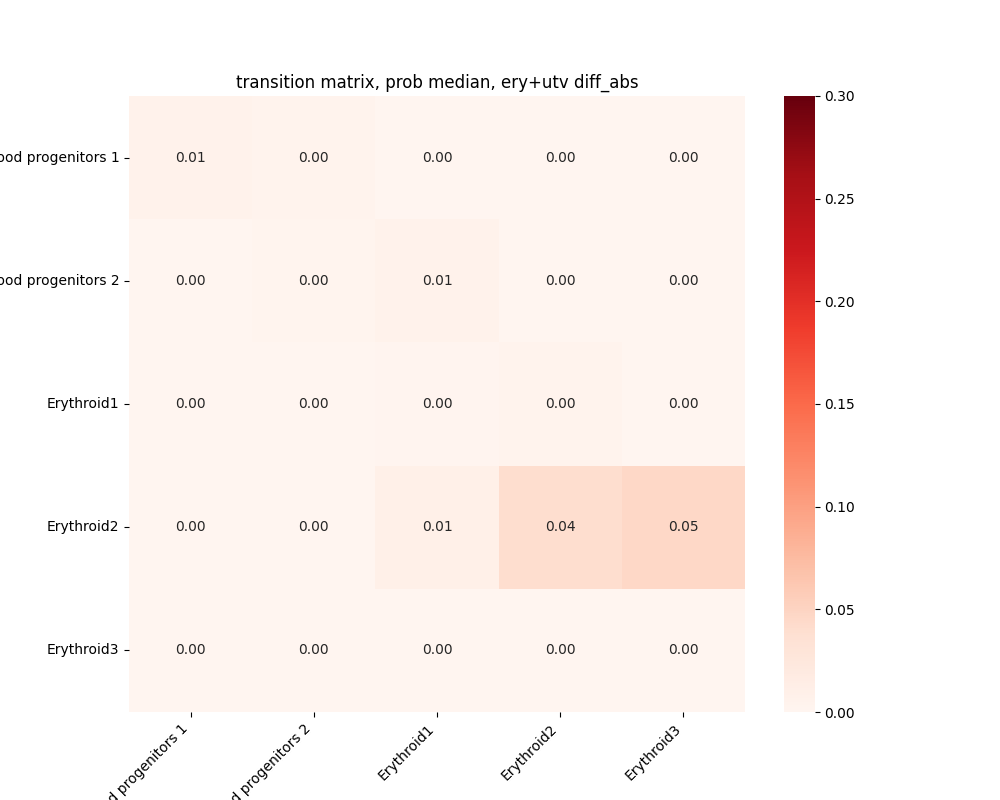 transition matrix, prob median, ery+utv diff_abs
0.30
ood progenitors 1
0.01 0.00 0.00 0.00 0.00
0.25
ood progenitors 2
0.00 0.00 0.01 0.00 0.00
0.20
Erythroid1
0.00 0.00 0.00 0.00 0.00
0.15
0.10
Erythroid2
0.00 0.00 0.01 0.04 0.05
0.05
Erythroid3
0.00 0.00 0.00 0.00 0.00
0.00
d progenitors 1
d progenitors 2
Erythroid1
Erythroid2
Erythroid3